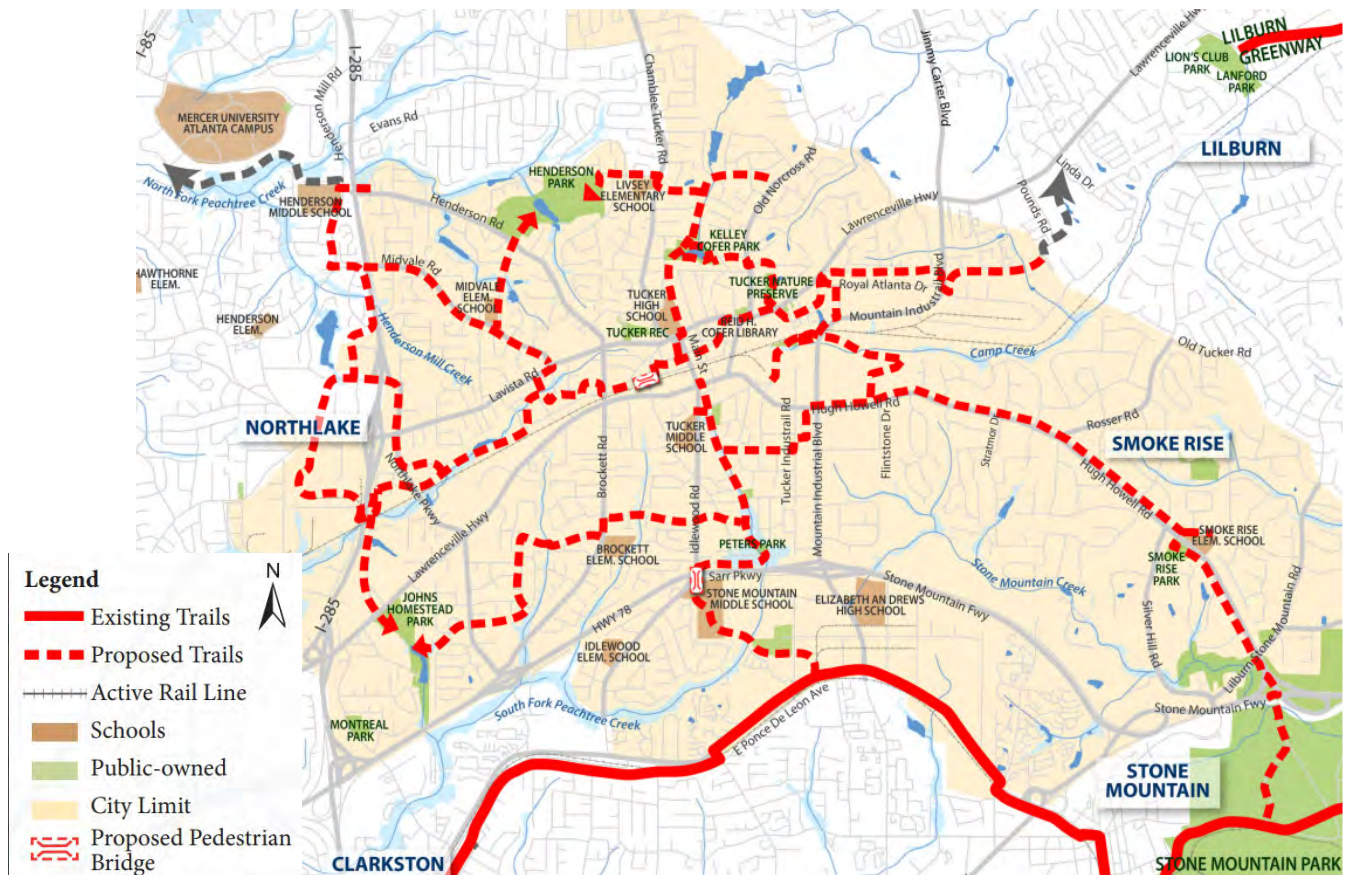 I-85
I-285
Henderson Mill Rd
Evans Rd
Chamblee Tucker Rd
Jimmy Carter Blvd
Lawrenceville Hwy
LILBURN
GREENWAY
LION'S CLUB
PARK
LANFORD
PARK
MERCER UNIVERSITY
ATLANTA CAMPUS
LILBURN
North Fork Peachtree Creek
HENDERSON
MIDDLE SCHOOL
Henderson Rd
HENDERSON
PARK
LIVSEY
ELEMENTARY
SCHOOL
Old Norcross Rd
Lawrenceville Hwy
Linda Dr
Pounds Rd
KELLEY
COFER PARK
HAWTHORNE
ELEM.
Midvale Rd
MIDVALE
ELEM.
SCHOOL
TUCKER NATURE
PRESERVE
Royal Atlanta Dr
HENDERSON
ELEM.
Henderson Mill Creek
TUCKER
HIGH
SCHOOL
TUCKER REC
REID H.
COFER LIBRARY
Mountain Industrial
Blvd
Main St
Camp Creek
Old Tucker Rd
Lavista Rd
Hugh Howell Rd
Rosser Rd
NORTHLAKE
TUCKER
MIDDLE
SCHOOL
Tucker Industrail Rd
Mountain Industrial Blvd
Flintstone Dr
Stratmor Dr
SMOKE RISE
Northlake Pkwy
Brockett Rd
Idlewood Rd
Hugh Howell Rd
Lawrenceville Hwy
BROCKETT
ELEM. SCHOOL
PETERS PARK
SMOKE RISE
ELEM. SCHOOL
SMOKE
RISE
PARK
Sarr Pkwy
STONE MOUNTAIN
MIDDLE SCHOOL
ELIZABETH AN DREWS
HIGH SCHOOL
Stone Mountain Fwy
Stone Mountain Creek
JOHNS
HOMESTEAD
PARK
I-285
HWY 78
IDLEWOOD
ELEM. SCHOOL
Silver Hill Rd
Lilburn Stone Mountain Rd
Stone Mountain Fwy
MONTREAL
PARK
South Fork Peachtree Creek
E Ponce De Leon Ave
STONE
MOUNTAIN
CLARKSTON
STONE MOUNTAIN PARK
Legend
N
Existing Trails
Proposed Trails
Active Rail Line
Schools
Public-owned
City Limit
Proposed Pedestrian
Bridge